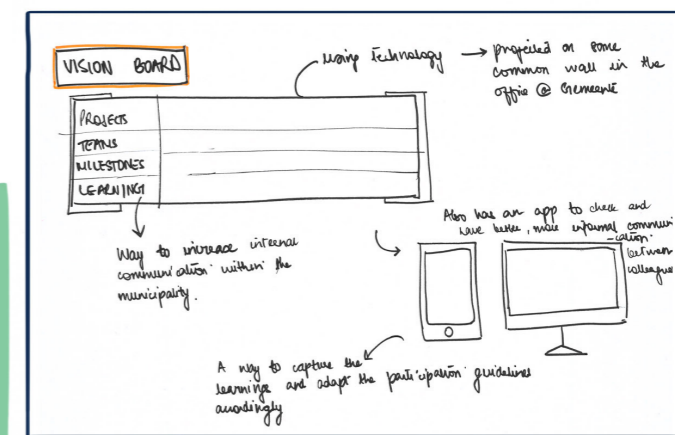 VISION BOARD
using technology
projected on some
common wall in the
office @ Gemeente
PROJECTS
TEAMS
MILESTONES
LEARNING
Way to increase internal
communication within the
municipality.
Also has an app to check and
have better, more informal communi
-cation
between
colleagues
A way to capture the
learnings and adapt the participation guidelines
accordingly